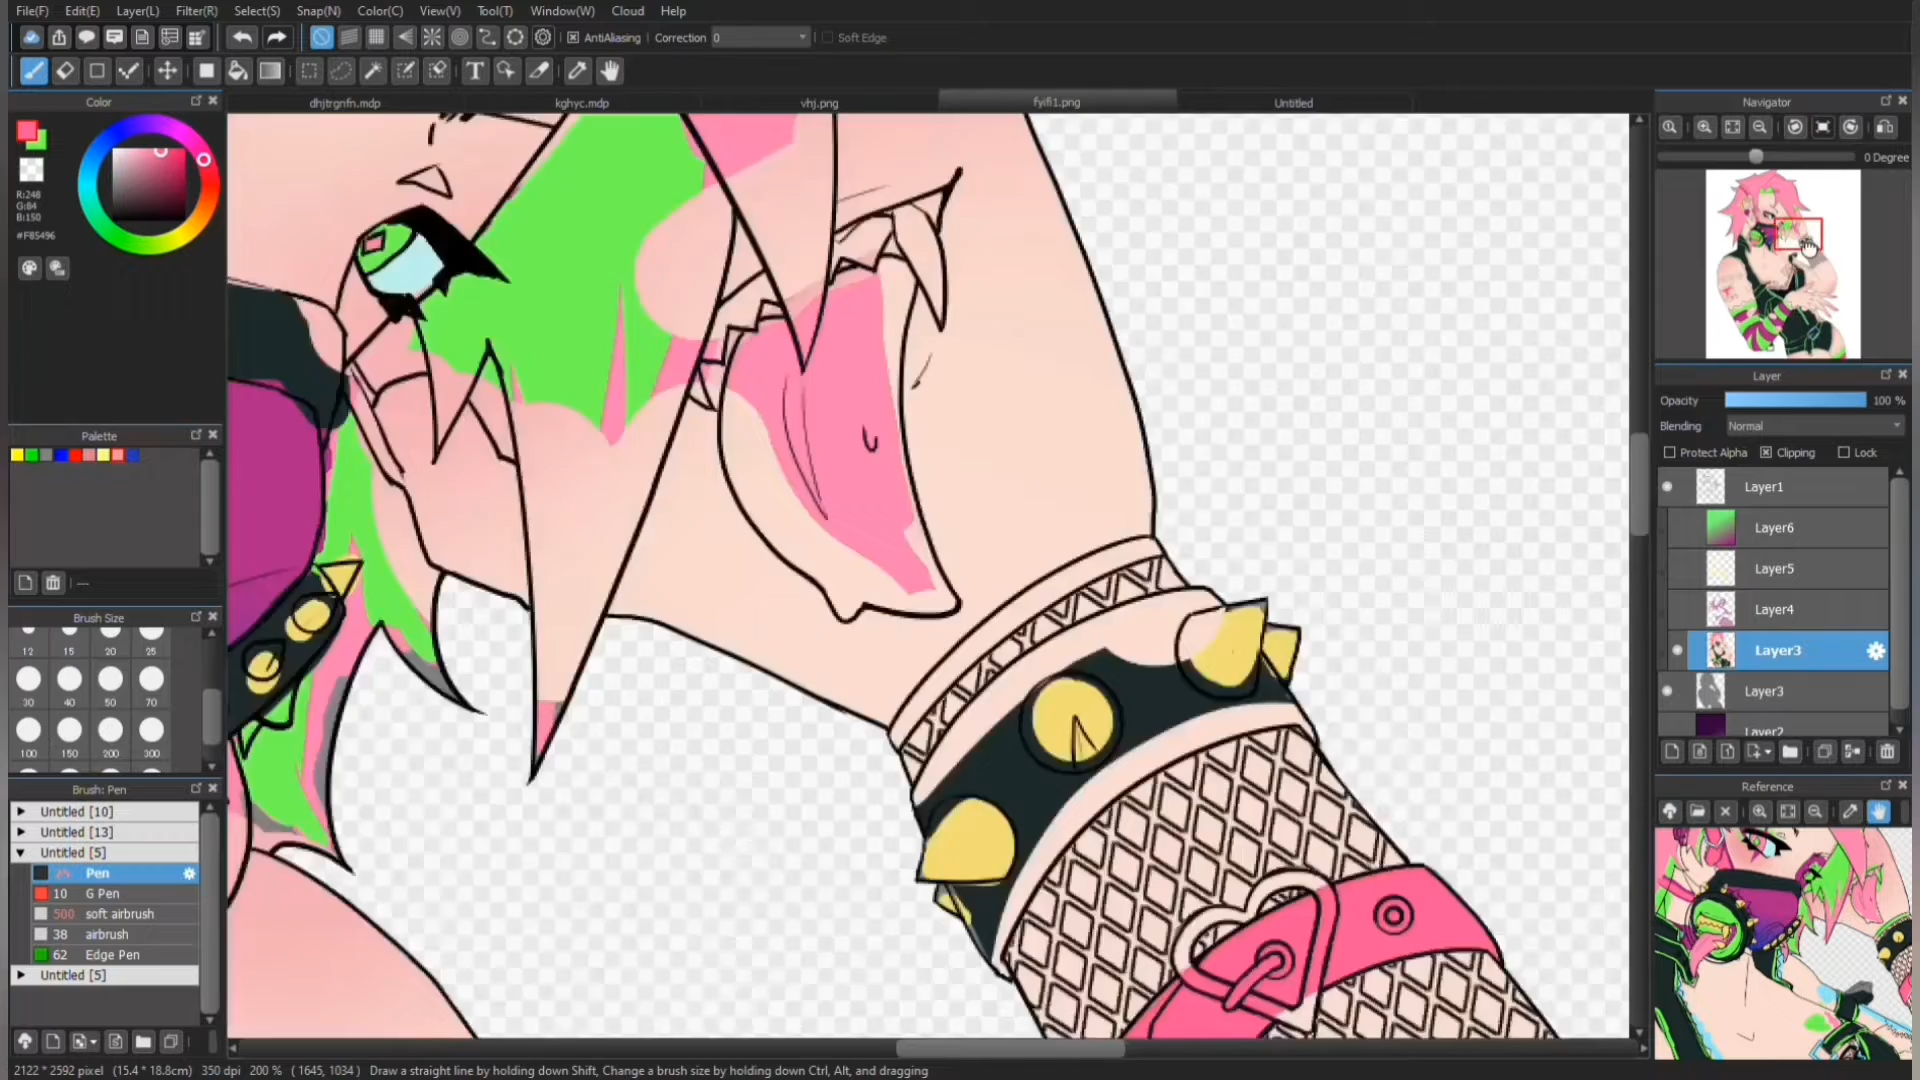 File(F) Edit(E) Layer(L) Filter(R) Select(S) Snap(N) Color(C) View(V) Tool(T) Window(W) Cloud Help
AntiAliasing Correction 0 Soft Edge
Color
dhjtrgnfn.mdp kghyc.mdp vhj.png fyifi1.png Untitled
Navigator
0 Degree
R:248
G:84
B:150
#F85496
Layer
Opacity 100 %
Blending Normal
Protect Alpha Clipping Lock
Layer1
Layer6
Layer5
Layer4
Layer3
Layer3
Layer2
Palette
---
Brush Size
12 15 20 25
30 40 50 70
100 150 200 300
Brush: Pen
Untitled [10]
Untitled [13]
Untitled [5]
Pen
10 G Pen
500 soft airbrush
38 airbrush
62 Edge Pen
Untitled [5]
Reference
2122 * 2592 pixel (15.4 * 18.8cm) 350 dpi 200 % ( 1645, 1034 ) Draw a straight line by holding down Shift, Change a brush size by holding down Ctrl, Alt, and dragging